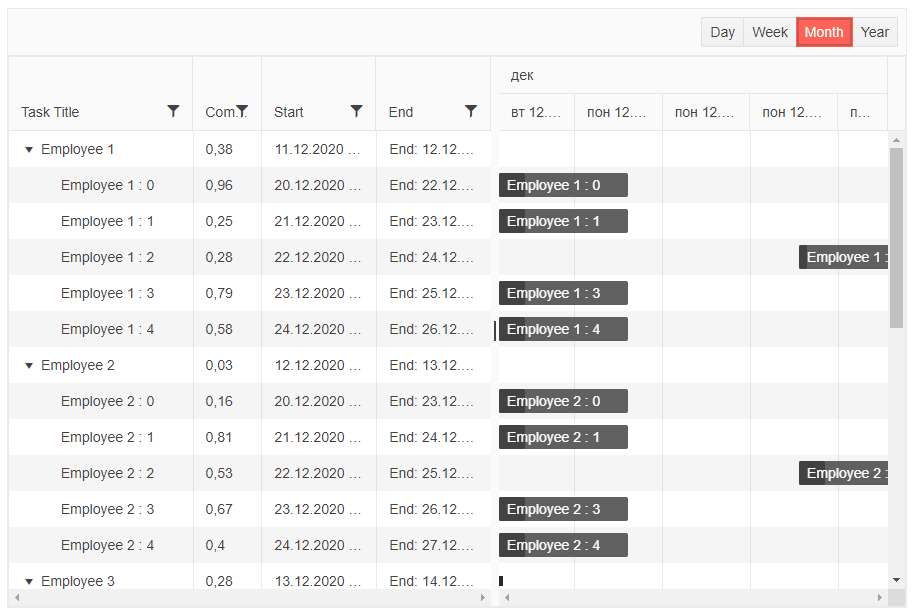 Day Week Month Year
дек
Task Title Com... Start End вт 12.... пон 12.... пон 12.... пон 12.... п...
Employee 1 0,38 11.12.2020 ... End: 12.12....
Employee 1 : 0 0,96 20.12.2020 ... End: 22.12.... Employee 1 : 0
Employee 1 : 1 0,25 21.12.2020 ... End: 23.12.... Employee 1 : 1
Employee 1 : 2 0,28 22.12.2020 ... End: 24.12.... Employee 1 :
Employee 1 : 3 0,79 23.12.2020 ... End: 25.12.... Employee 1 : 3
Employee 1 : 4 0,58 24.12.2020 ... End: 26.12.... Employee 1 : 4
Employee 2 0,03 12.12.2020 ... End: 13.12....
Employee 2 : 0 0,16 20.12.2020 ... End: 23.12.... Employee 2 : 0
Employee 2 : 1 0,81 21.12.2020 ... End: 24.12.... Employee 2 : 1
Employee 2 : 2 0,53 22.12.2020 ... End: 25.12.... Employee 2 :
Employee 2 : 3 0,67 23.12.2020 ... End: 26.12.... Employee 2 : 3
Employee 2 : 4 0,4 24.12.2020 ... End: 27.12.... Employee 2 : 4
Employee 3 0,28 13.12.2020 ... End: 14.12....